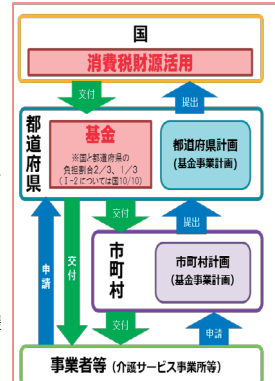 国
消費税財源活用
交付
提出
都道府県
基金
※国と都道府県の
負担割合2/3、1/3
(Ⅰ-2については国10/10)
都道府県計画
(基金事業計画)
申請
交付
交付
提出
市町村
市町村計画
(基金事業計画)
交付
申請
事業者等 (介護サービス事業所等)